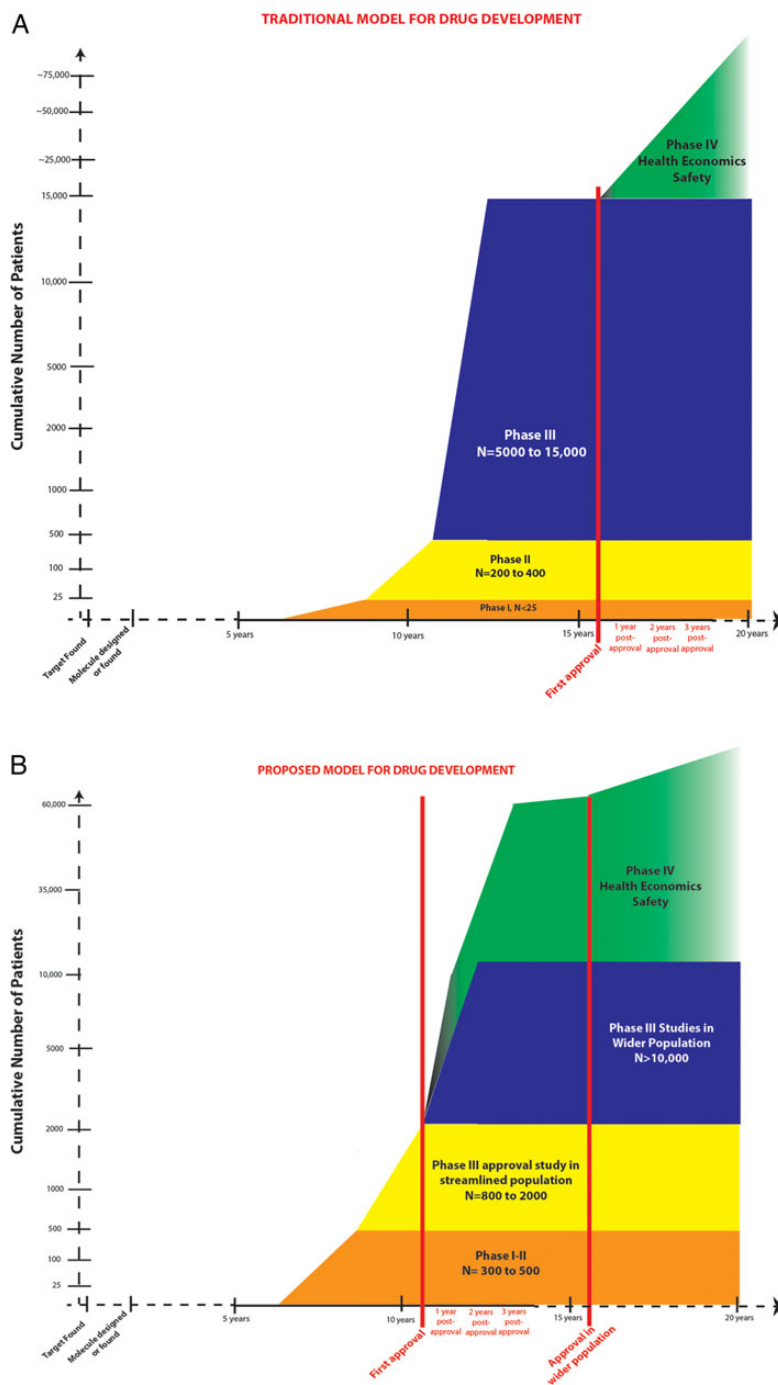 A
TRADITIONAL MODEL FOR DRUG DEVELOPMENT
Cumulative Number of Patients
~75,000
~50,000
~25,000
15,000
10,000
5000
2000
1000
500
100
25
Phase IV
Health Economics
Safety
Phase III
N=5000 to 15,000
Phase II
N=200 to 400
Phase I, N<25
Target Found
Molecule designed
or found
5 years
10 years
15 years
20 years
First approval
1 year
post-
approval
2 years
post-
approval
3 years
post-
approval
B
PROPOSED MODEL FOR DRUG DEVELOPMENT
Cumulative Number of Patients
60,000
35,000
10,000
5000
2000
1000
500
100
25
Phase IV
Health Economics
Safety
Phase III Studies in
Wider Population
N>10,000
Phase III approval study in
streamlined population
N=800 to 2000
Phase I-II
N= 300 to 500
Target Found
Molecule designed
or found
5 years
10 years
15 years
20 years
First approval
1 year
post-
approval
2 years
post-
approval
3 years
post-
approval
Approval in
wider population